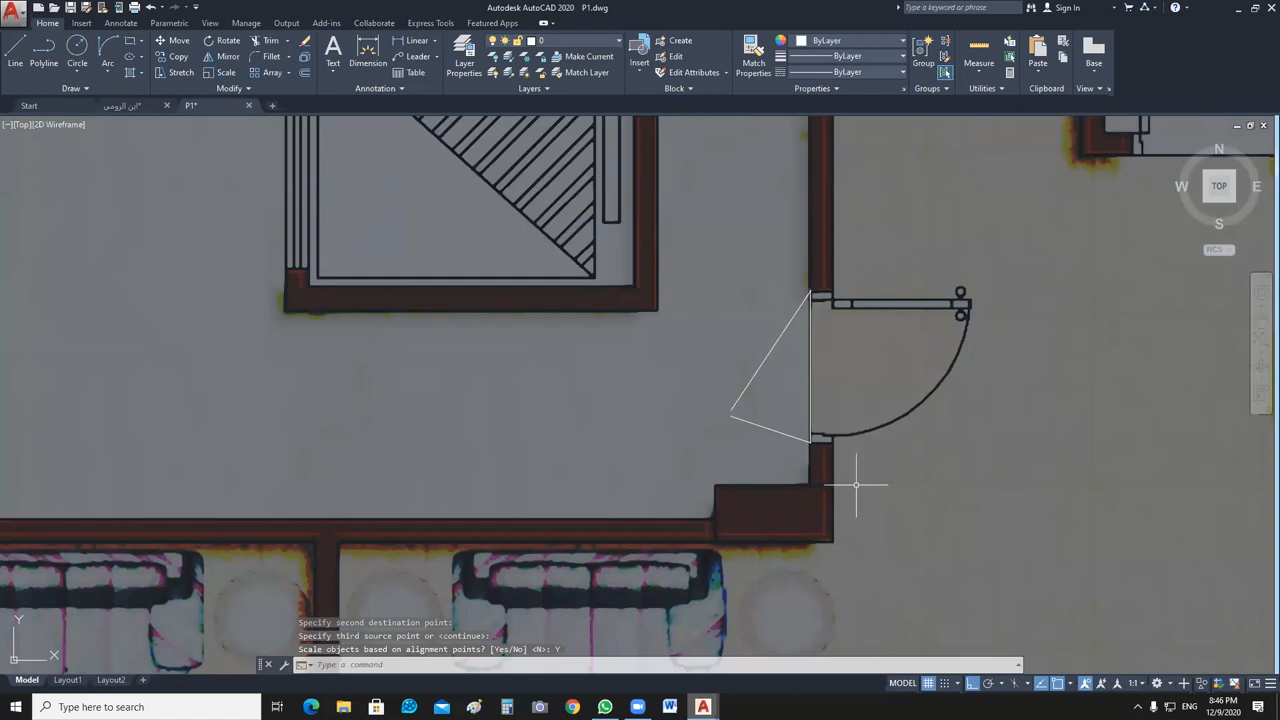 Autodesk AutoCAD 2020 P1.dwg
Type a keyword or phrase
Sign In
Home Insert Annotate Parametric View Manage Output Add-ins Collaborate Express Tools Featured Apps
Line Polyline Circle Arc
Move Rotate Trim
Copy Mirror Fillet
Stretch Scale Array
Text Dimension
Linear
Leader
Table
Layer Properties
0
Make Current
Match Layer
Insert
Create
Edit
Edit Attributes
Match Properties
ByLayer
ByLayer
ByLayer
Group
Measure
Paste
Base
Draw Modify Annotation Layers Block Properties Groups Utilities Clipboard View
Start ابن الرومى* P1*
[−][Top][2D Wireframe]
N
W TOP E
S
WCS
Specify second destination point:
Specify third source point or <continue>:
Scale objects based on alignment points? [Yes/No] <N>: Y
Type a command
Y
X
Model Layout1 Layout2
MODEL 1:1
Type here to search
ENG
8:46 PM
12/9/2020